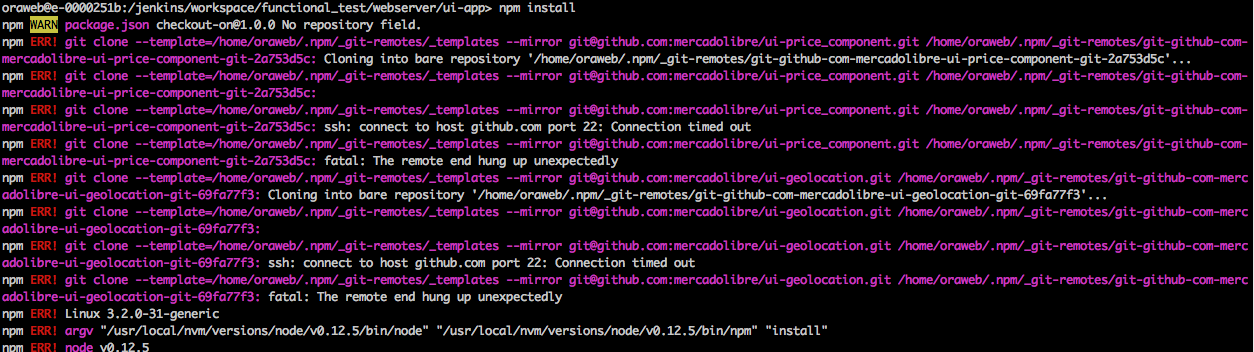 oraweb@e-0000251b:/jenkins/workspace/functional_test/webserver/ui-app> npm install
npm WARN package.json checkout-on@1.0.0 No repository field.
npm ERR! git clone --template=/home/oraweb/.npm/_git-remotes/_templates --mirror git@github.com:mercadolibre/ui-price_component.git /home/oraweb/.npm/_git-remotes/git-github-com-
mercadolibre-ui-price-component-git-2a753d5c: Cloning into bare repository '/home/oraweb/.npm/_git-remotes/git-github-com-mercadolibre-ui-price-component-git-2a753d5c'...
npm ERR! git clone --template=/home/oraweb/.npm/_git-remotes/_templates --mirror git@github.com:mercadolibre/ui-price_component.git /home/oraweb/.npm/_git-remotes/git-github-com-
mercadolibre-ui-price-component-git-2a753d5c:
npm ERR! git clone --template=/home/oraweb/.npm/_git-remotes/_templates --mirror git@github.com:mercadolibre/ui-price_component.git /home/oraweb/.npm/_git-remotes/git-github-com-
mercadolibre-ui-price-component-git-2a753d5c: ssh: connect to host github.com port 22: Connection timed out
npm ERR! git clone --template=/home/oraweb/.npm/_git-remotes/_templates --mirror git@github.com:mercadolibre/ui-price_component.git /home/oraweb/.npm/_git-remotes/git-github-com-
mercadolibre-ui-price-component-git-2a753d5c: fatal: The remote end hung up unexpectedly
npm ERR! git clone --template=/home/oraweb/.npm/_git-remotes/_templates --mirror git@github.com:mercadolibre/ui-geolocation.git /home/oraweb/.npm/_git-remotes/git-github-com-merc
adolibre-ui-geolocation-git-69fa77f3: Cloning into bare repository '/home/oraweb/.npm/_git-remotes/git-github-com-mercadolibre-ui-geolocation-git-69fa77f3'...
npm ERR! git clone --template=/home/oraweb/.npm/_git-remotes/_templates --mirror git@github.com:mercadolibre/ui-geolocation.git /home/oraweb/.npm/_git-remotes/git-github-com-merc
adolibre-ui-geolocation-git-69fa77f3:
npm ERR! git clone --template=/home/oraweb/.npm/_git-remotes/_templates --mirror git@github.com:mercadolibre/ui-geolocation.git /home/oraweb/.npm/_git-remotes/git-github-com-merc
adolibre-ui-geolocation-git-69fa77f3: ssh: connect to host github.com port 22: Connection timed out
npm ERR! git clone --template=/home/oraweb/.npm/_git-remotes/_templates --mirror git@github.com:mercadolibre/ui-geolocation.git /home/oraweb/.npm/_git-remotes/git-github-com-merc
adolibre-ui-geolocation-git-69fa77f3: fatal: The remote end hung up unexpectedly
npm ERR! Linux 3.2.0-31-generic
npm ERR! argv "/usr/local/nvm/versions/node/v0.12.5/bin/node" "/usr/local/nvm/versions/node/v0.12.5/bin/npm" "install"
npm ERR! node v0.12.5